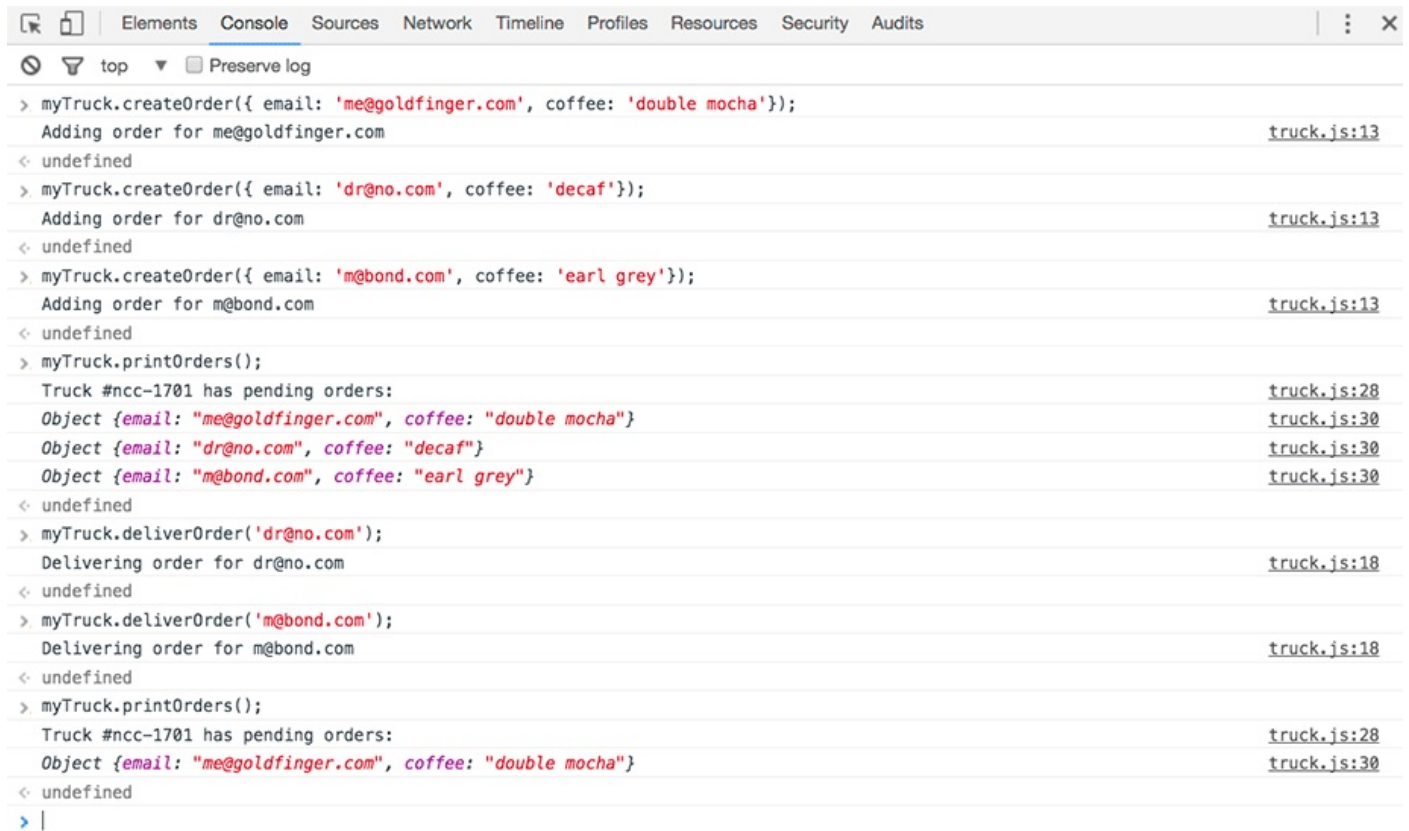 Elements Console Sources Network Timeline Profiles Resources Security Audits
top Preserve log
myTruck.createOrder({ email: 'me@goldfinger.com', coffee: 'double mocha'});
Adding order for me@goldfinger.com truck.js:13
undefined
myTruck.createOrder({ email: 'dr@no.com', coffee: 'decaf'});
Adding order for dr@no.com truck.js:13
undefined
myTruck.createOrder({ email: 'm@bond.com', coffee: 'earl grey'});
Adding order for m@bond.com truck.js:13
undefined
myTruck.printOrders();
Truck #ncc-1701 has pending orders: truck.js:28
Object {email: "me@goldfinger.com", coffee: "double mocha"} truck.js:30
Object {email: "dr@no.com", coffee: "decaf"} truck.js:30
Object {email: "m@bond.com", coffee: "earl grey"} truck.js:30
undefined
myTruck.deliverOrder('dr@no.com');
Delivering order for dr@no.com truck.js:18
undefined
myTruck.deliverOrder('m@bond.com');
Delivering order for m@bond.com truck.js:18
undefined
myTruck.printOrders();
Truck #ncc-1701 has pending orders: truck.js:28
Object {email: "me@goldfinger.com", coffee: "double mocha"} truck.js:30
undefined